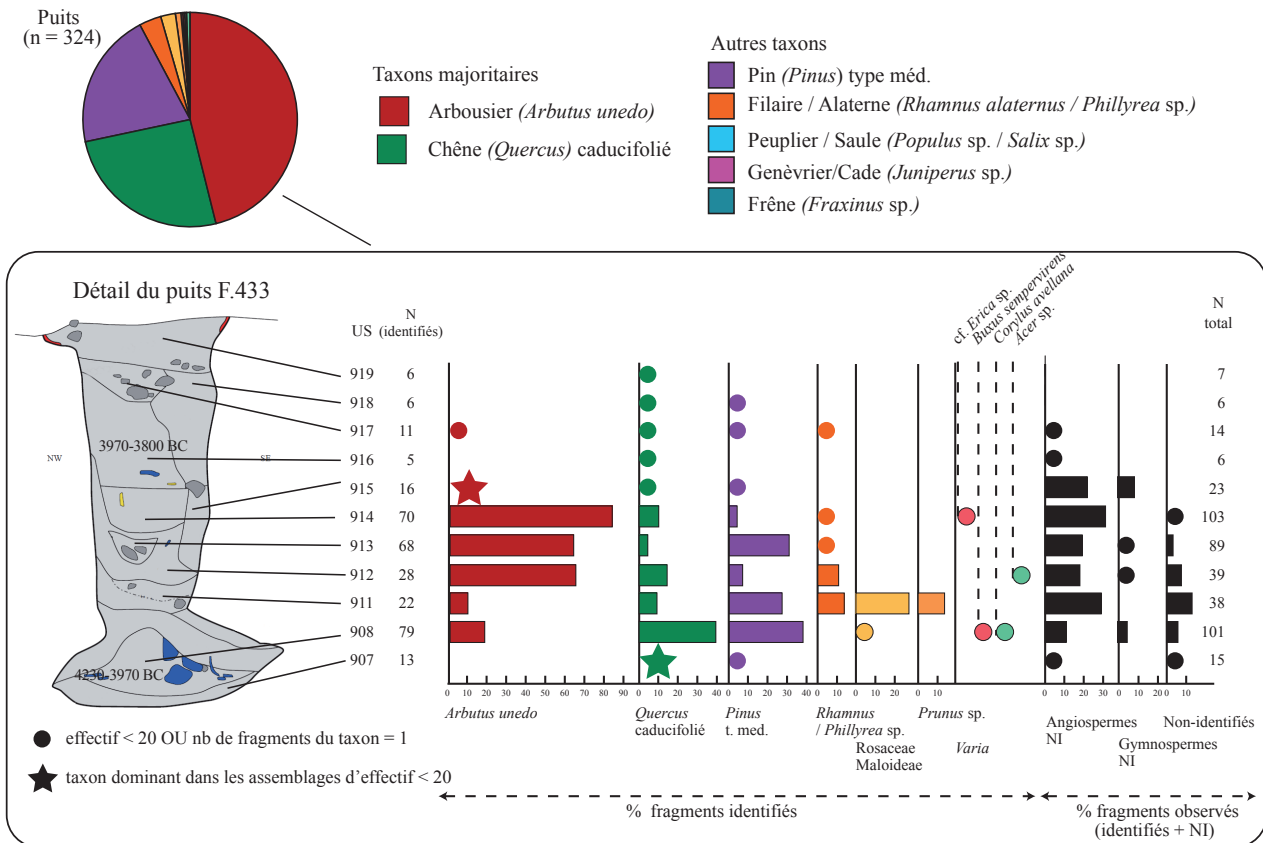 Puits
(n = 324)
Taxons majoritaires
Arbousier (Arbutus unedo)
Chêne (Quercus) caducifolié
Autres taxons
Pin (Pinus) type méd.
Filaire / Alaterne (Rhamnus alaternus / Phillyrea sp.)
Peuplier / Saule (Populus sp. / Salix sp.)
Genèvrier/Cade (Juniperus sp.)
Frêne (Fraxinus sp.)
Détail du puits F.433
US
N
(identifiés)
cf. Erica sp.
Buxus sempervirens
Corylus avellana
Acer sp.
N
total
919 6 7
918 6 6
917 11 14
3970-3800 BC
NW
SE
916 5 6
915 16 23
914 70 103
913 68 89
912 28 39
911 22 38
908 79 101
4230-3970 BC
907 13 15
0 10 20 30 40 50 60 70 80 90 0 10 20 30 40 0 10 20 30 40 0 10 0 10 20 0 10 0 10 20 30 0 10 20 0 10
Arbutus unedo
Quercus
caducifolié
Pinus
t. med.
Rhamnus
/ Phillyrea sp.
Rosaceae
Maloideae
Prunus sp.
Varia
Angiospermes
NI
Gymnospermes
NI
Non-identifiés
effectif < 20 OU nb de fragments du taxon = 1
taxon dominant dans les assemblages d'effectif < 20
% fragments identifiés
% fragments observés
(identifiés + NI)